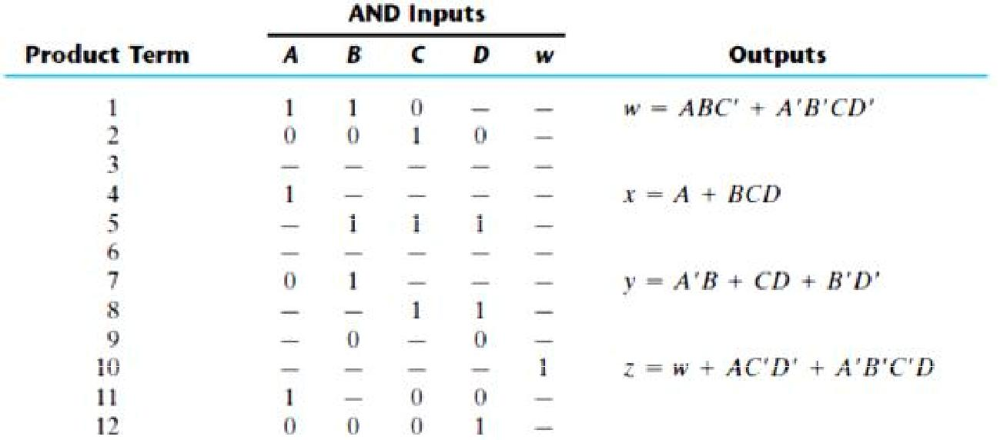 AND Inputs
Product Term A B C D w Outputs
1 1 1 0 — — w = ABC' + A'B'CD'
2 0 0 1 0 —
3 — — — — —
4 1 — — — — x = A + BCD
5 — 1 1 1 —
6 — — — — —
7 0 1 — — — y = A'B + CD + B'D'
8 — — 1 1 —
9 — 0 — 0 —
10 — — — — 1 z = w + AC'D' + A'B'C'D
11 1 — 0 0 —
12 0 0 0 1 —